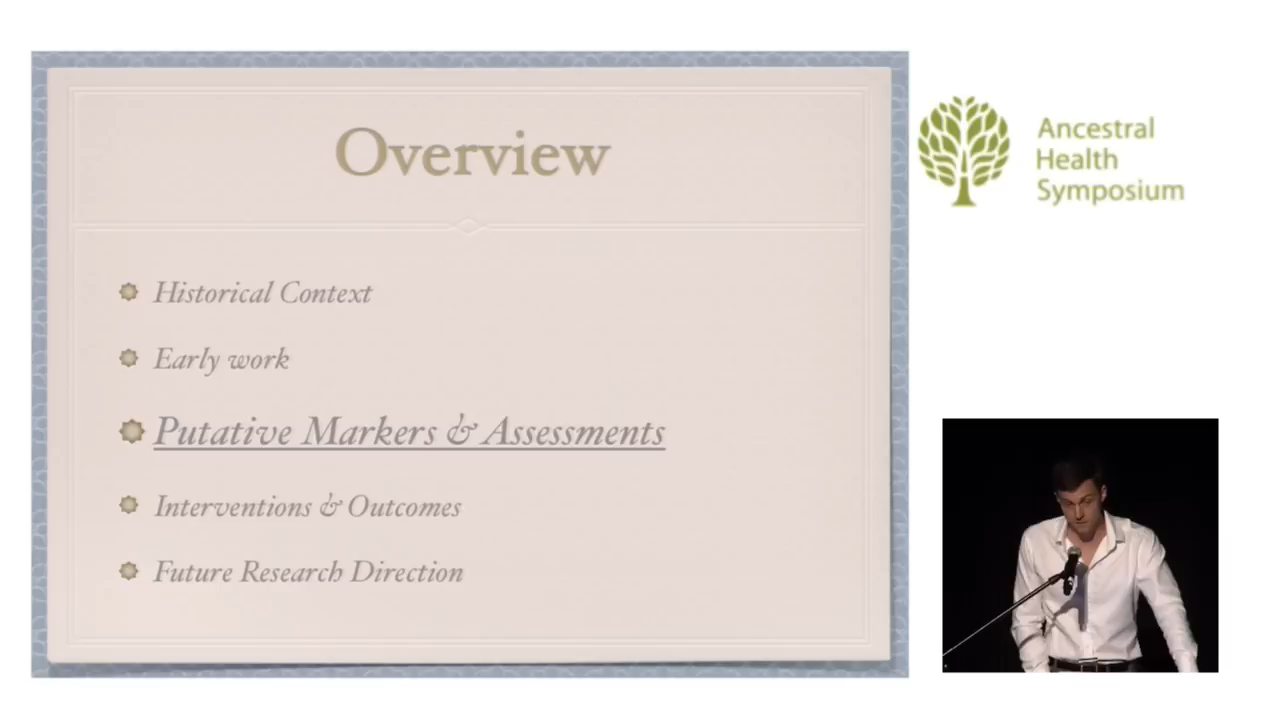 Overview
Historical Context
Early work
Putative Markers & Assessments
Interventions & Outcomes
Future Research Direction
Ancestral
Health
Symposium